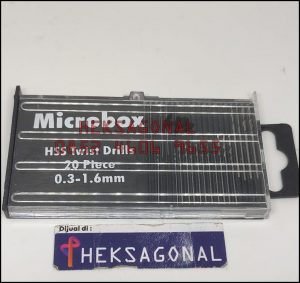 Microbox
HEKSAGONAL
HSS Twist Drills
20 Piece
0.3-1.6mm
Dijual di :
HEKSAGONAL